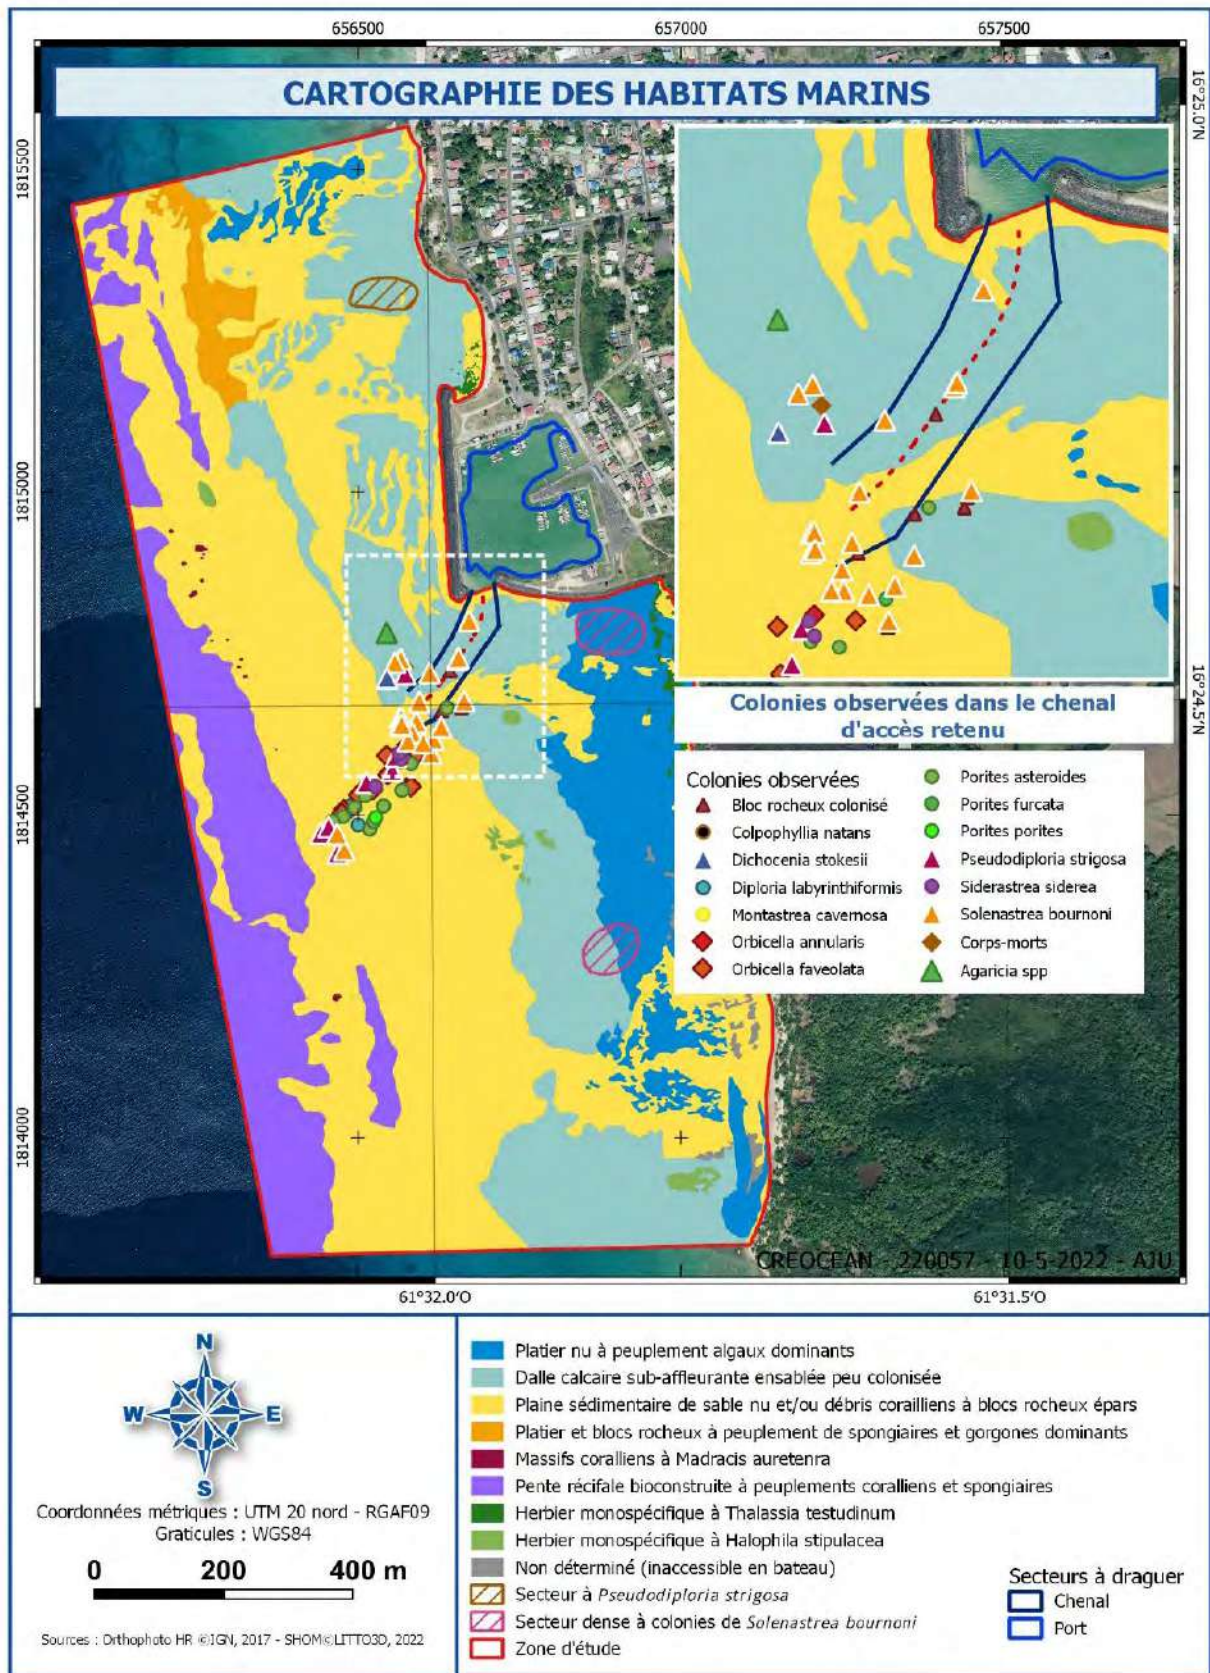 656500
657000
657500
CARTOGRAPHIE DES HABITATS MARINS
16°25.0'N
1815500
1815000
16°24.5'N
Colonies observées dans le chenal
d'accès retenu
Colonies observées
Bloc rocheux colonisé
Colpophyllia natans
Dichocenia stokesii
Diploria labyrinthiformis
Montastrea cavernosa
Orbicella annularis
Orbicella faveolata
Porites asteroides
Porites furcata
Porites porites
Pseudodiploria strigosa
Siderastrea siderea
Solenastrea bournoni
Corps-morts
Agaricia spp
1814500
1814000
CREOCEAN - 220057 - 10-5-2022 - AJU
61°32.0'O
61°31.5'O
N
W
E
S
Coordonnées métriques : UTM 20 nord - RGAF09
Graticules : WGS84
0 200 400 m
Sources : Orthophoto HR ©IGN, 2017 - SHOM©LITTO3D, 2022
Platier nu à peuplement algaux dominants
Dalle calcaire sub-affleurante ensablée peu colonisée
Plaine sédimentaire de sable nu et/ou débris corailliens à blocs rocheux épars
Platier et blocs rocheux à peuplement de spongiaires et gorgones dominants
Massifs coralliens à Madracis auretenra
Pente récifale bioconstruite à peuplements coralliens et spongiaires
Herbier monospécifique à Thalassia testudinum
Herbier monospécifique à Halophila stipulacea
Non déterminé (inaccessible en bateau)
Secteur à Pseudodiploria strigosa
Secteur dense à colonies de Solenastrea bournoni
Zone d'étude
Secteurs à draguer
Chenal
Port